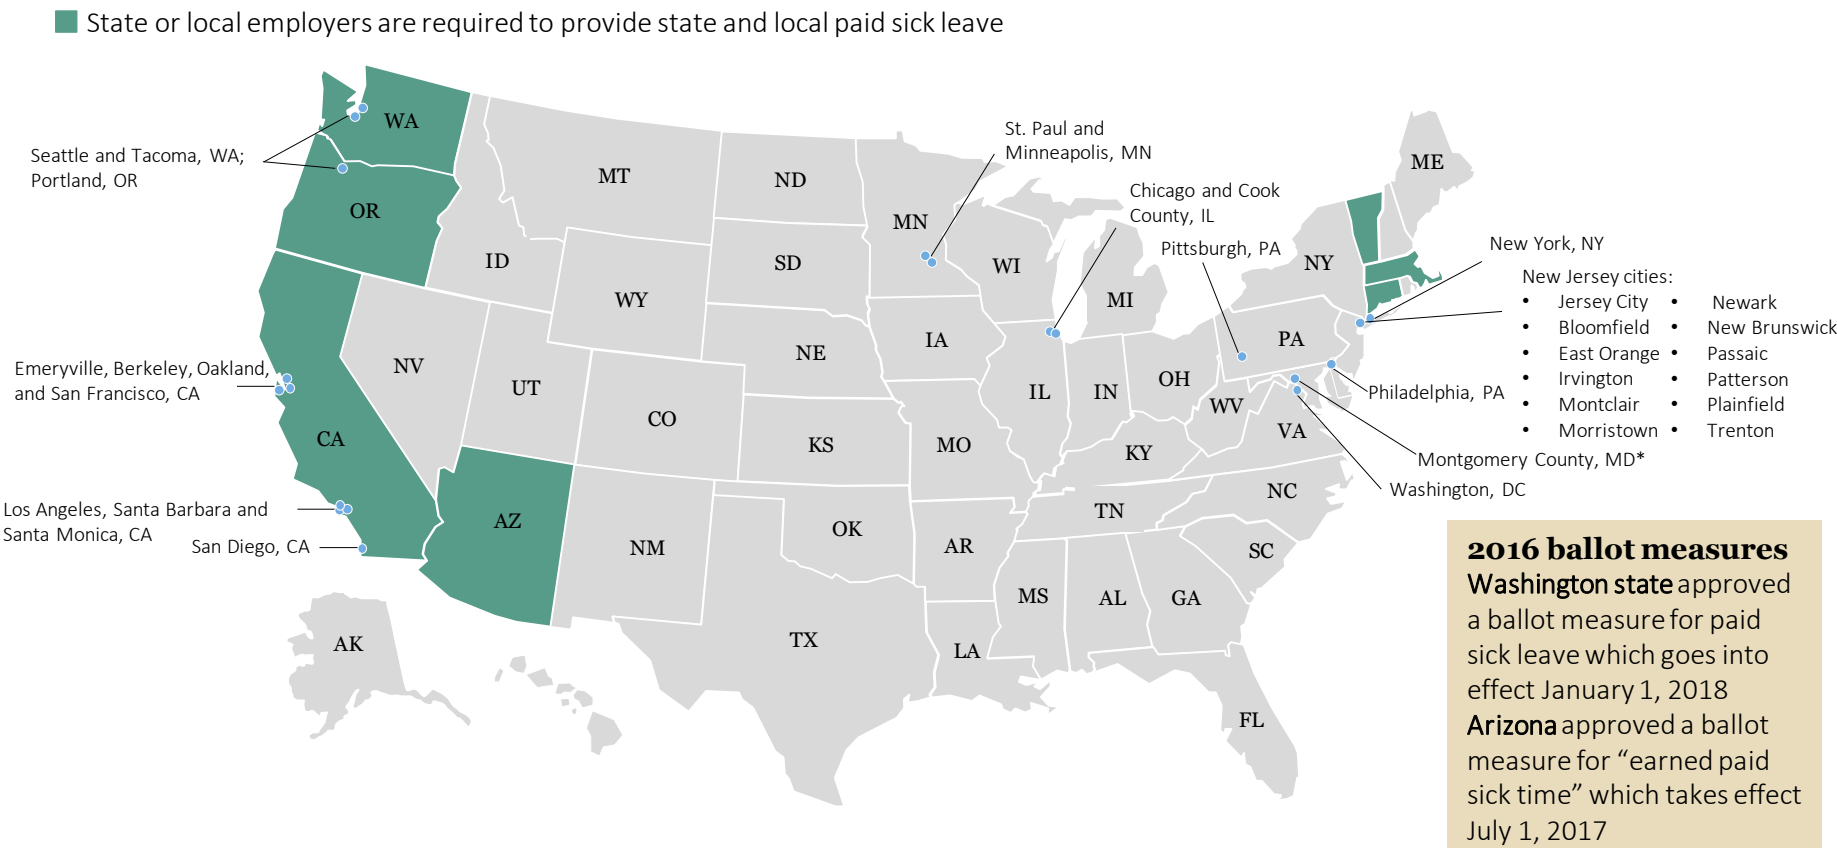 State or local employers are required to provide state and local paid sick leave
WA
Seattle and Tacoma, WA;
Portland, OR
OR
MT
ID
WY
ND
SD
NE
MN
St. Paul and
Minneapolis, MN
WI
IA
Chicago and Cook
County, IL
MI
Pittsburgh, PA
NY
ME
New York, NY
New Jersey cities:
• Jersey City • Newark
• Bloomfield • New Brunswick
• East Orange • Passaic
• Irvington • Patterson
• Montclair • Plainfield
• Morristown • Trenton
PA
Philadelphia, PA
Montgomery County, MD*
Washington, DC
Emeryville, Berkeley, Oakland,
and San Francisco, CA
CA
NV
UT
CO
KS
MO
IL
IN
OH
WV
VA
KY
Los Angeles, Santa Barbara and
Santa Monica, CA
San Diego, CA
AZ
NM
OK
AR
TN
NC
SC
MS
AL
GA
TX
LA
FL
AK
2016 ballot measures
Washington state approved
a ballot measure for paid
sick leave which goes into
effect January 1, 2018
Arizona approved a ballot
measure for “earned paid
sick time” which takes effect
July 1, 2017